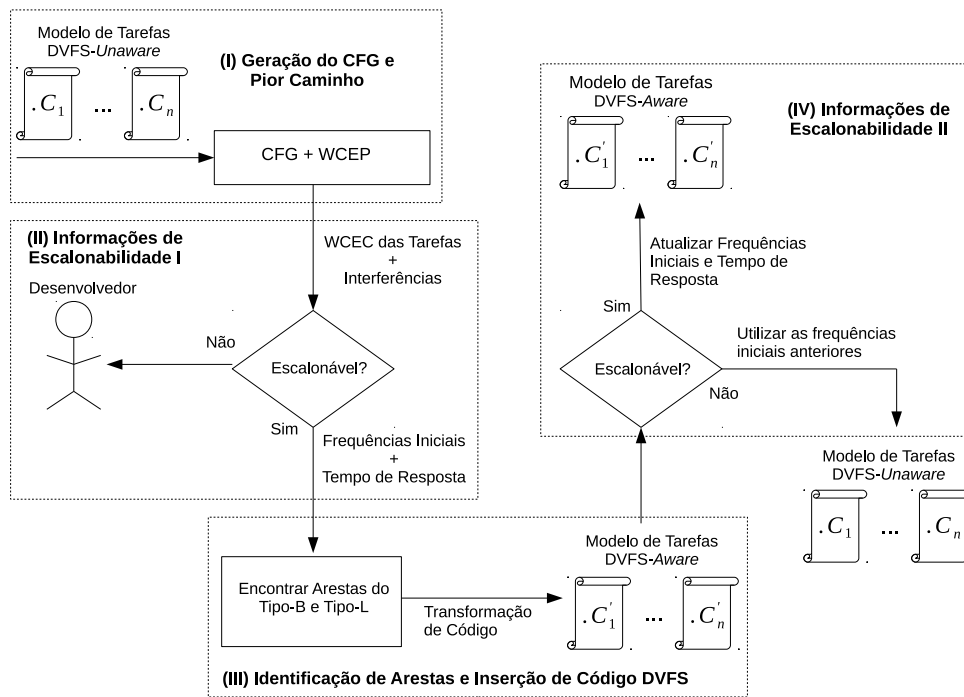 Modelo de Tarefas
DVFS-Unaware
.C1 ... .Cn
(I) Geração do CFG e
Pior Caminho
CFG + WCEP
(II) Informações de
Escalonabilidade I
WCEC das Tarefas
+
Interferências
Desenvolvedor
Não
Escalonável?
Sim
Frequências Iniciais
+
Tempo de Resposta
Encontrar Arestas do
Tipo-B e Tipo-L
Transformação
de Código
Modelo de Tarefas
DVFS-Aware
.C'1 ... .C'n
(III) Identificação de Arestas e Inserção de Código DVFS
Modelo de Tarefas
DVFS-Aware
.C'1 ... .C'n
(IV) Informações de
Escalonabilidade II
Atualizar Frequências
Iniciais e Tempo de
Resposta
Sim
Escalonável?
Utilizar as frequências
iniciais anteriores
Não
Modelo de Tarefas
DVFS-Unaware
.C1 ... .Cn